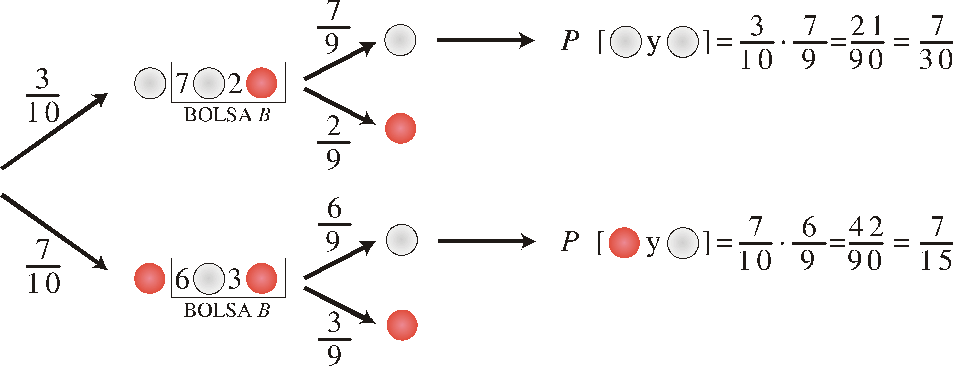 7/9
P [ y ] = 3/10 · 7/9 = 21/90 = 7/30
3/10
7 2
BOLSA B
2/9
6/9
P [ y ] = 7/10 · 6/9 = 42/90 = 7/15
7/10
6 3
BOLSA B
3/9